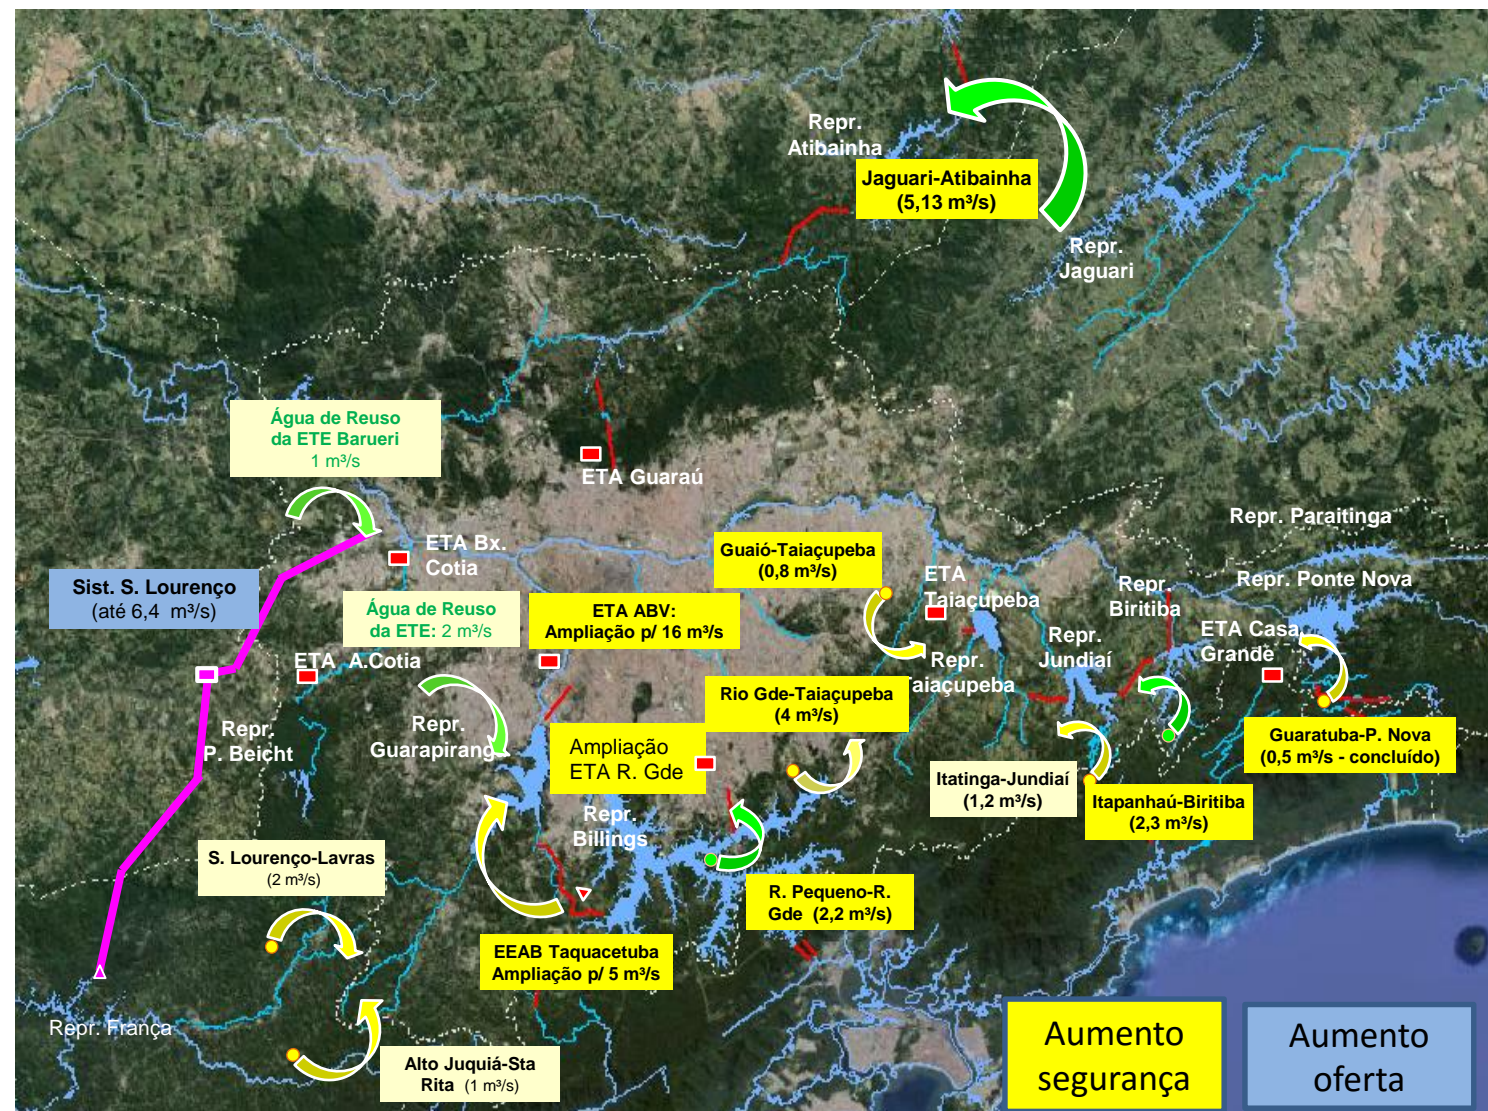 Repr.
Atibainha
Jaguari-Atibainha
(5,13 m³/s)
Repr.
Jaguari
Água de Reuso
da ETE Barueri
1 m³/s
ETA Guaraú
Repr. Paraitinga
ETA Bx.
Cotia
Guaió-Taiaçupeba
(0,8 m³/s)
ETA
Taiaçupeba
Repr.
Biritiba
Repr. Ponte Nova
Sist. S. Lourenço
(até 6,4 m³/s)
Água de Reuso
da ETE: 2 m³/s
ETA ABV:
Ampliação p/ 16 m³/s
Repr.
Jundiaí
ETA Casa
Grande
ETA A.Cotia
Repr.
Taiaçupeba
Rio Gde-Taiaçupeba
(4 m³/s)
Repr.
P. Beicht
Repr.
Guarapirang
Ampliação
ETA R. Gde
Guaratuba-P. Nova
(0,5 m³/s - concluído)
Itatinga-Jundiaí
(1,2 m³/s)
Itapanhaú-Biritiba
(2,3 m³/s)
Repr.
Billings
S. Lourenço-Lavras
(2 m³/s)
R. Pequeno-R.
Gde (2,2 m³/s)
EEAB Taquacetuba
Ampliação p/ 5 m³/s
Repr. França
Alto Juquiá-Sta
Rita (1 m³/s)
Aumento
segurança
Aumento
oferta